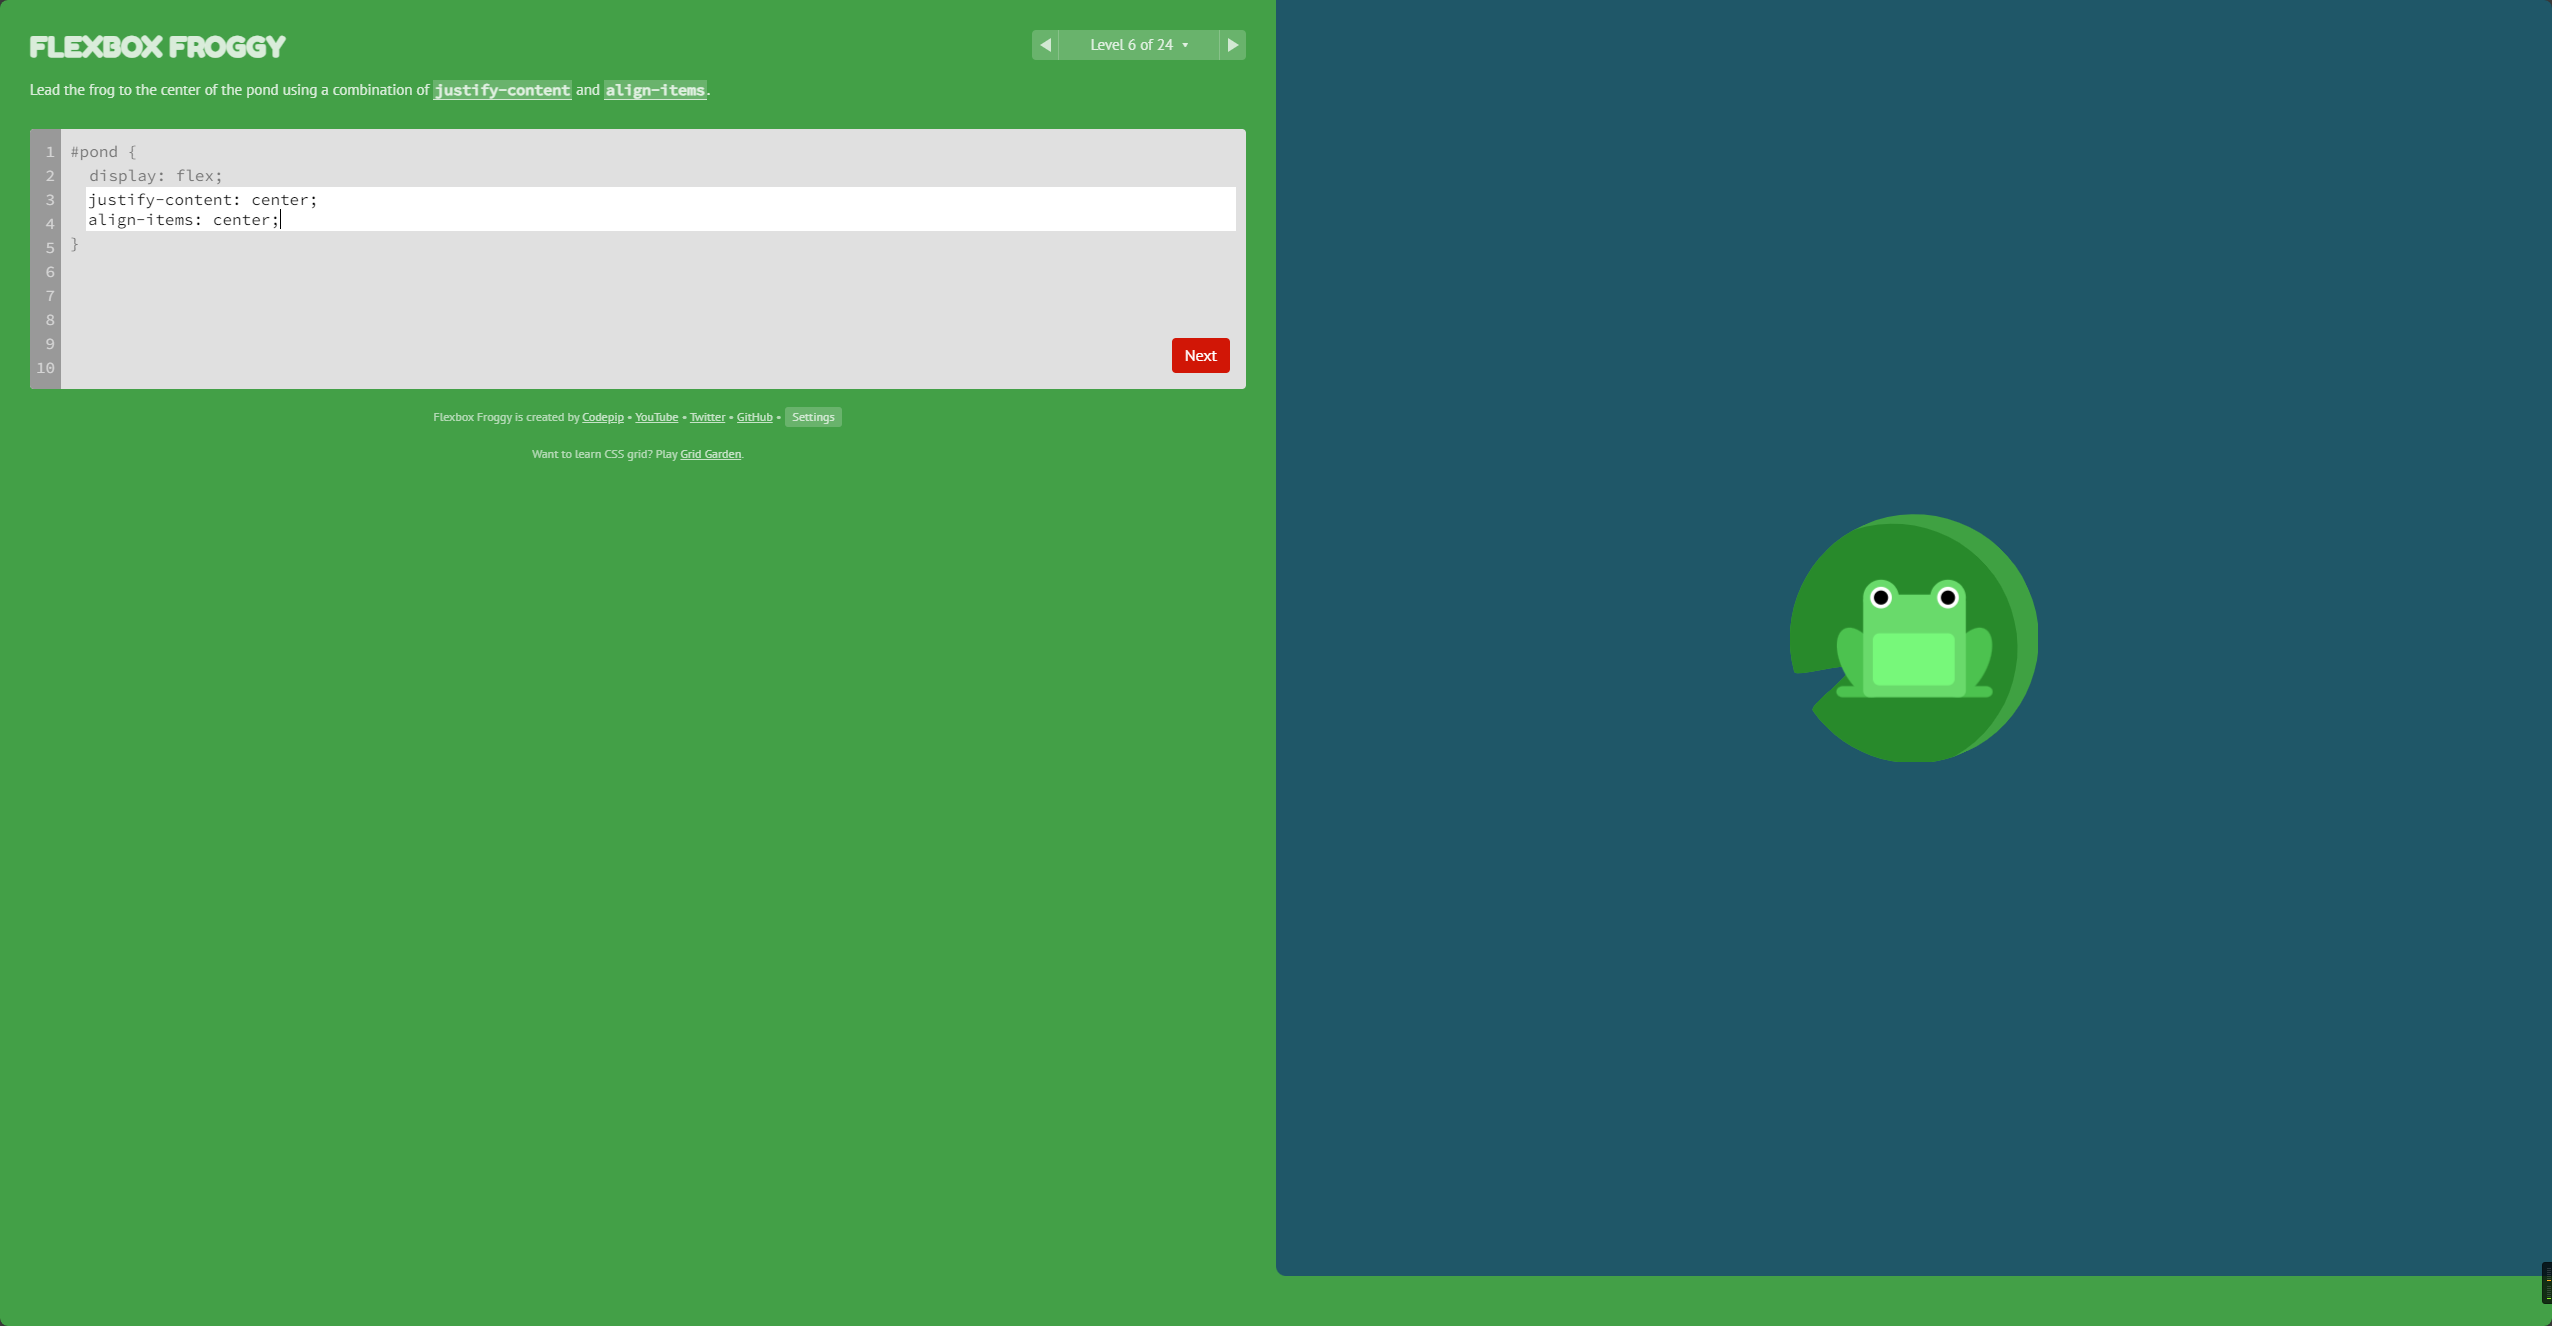 FLEXBOX FROGGY
◀ Level 6 of 24 ▾ ▶
Lead the frog to the center of the pond using a combination of justify-content and align-items.
1 #pond {
2 display: flex;
3 justify-content: center;
4 align-items: center;
5 }
6
7
8
9
10
Next
Flexbox Froggy is created by Codepip • YouTube • Twitter • GitHub • Settings
Want to learn CSS grid? Play Grid Garden.